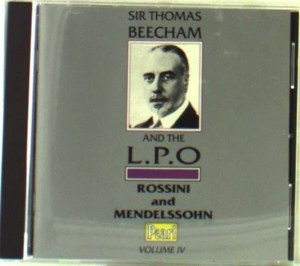 SIR THOMAS
BEECHAM
AND THE
L.P.O
ROSSINI
and
MENDELSSOHN
Pearl
VOLUME IV